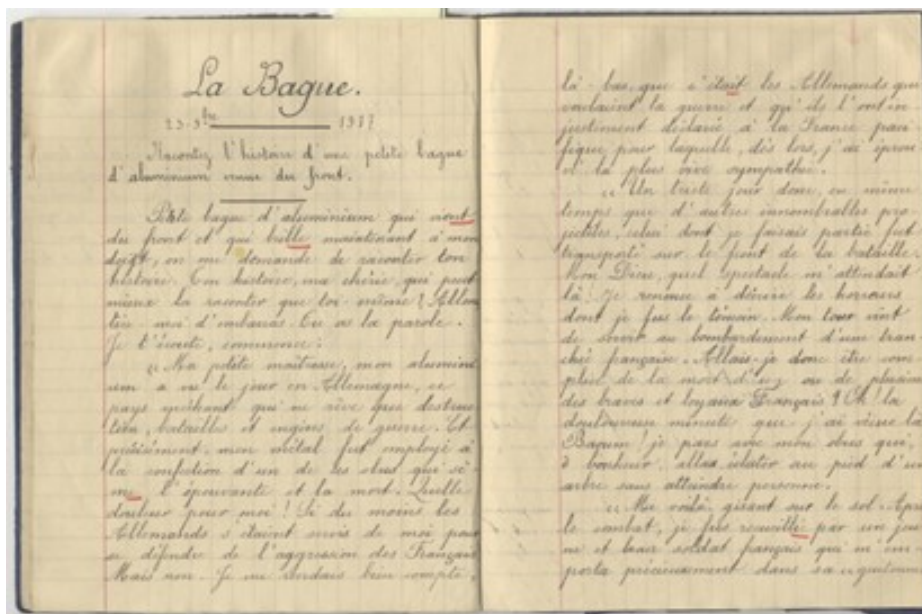 La Bague.
23-9bre 1917
Racontez l'histoire d'une petite bague
d'aluminium venue du front.
Petite bague d'aluminium qui vient
du front et qui brille maintenant à mon
doigt, on me demande de raconter ton
histoire. Ton histoire, ma chérie, qui peut
mieux la raconter que toi-même ?
tire-moi d'embarras. Tu as la parole.
Je t'écoute, commence :
"Ma petite maîtresse, mon alumini
um a vu le jour en Allemagne, ce
pays méchant qui ne rêve que destruc
tion, batailles et engins de guerre. Et
précisément mon métal fut employé à
la confection d'un de ces obus qui sè-
me l'épouvante et la mort. Quelle
douleur pour moi ! Si du moins les
Allemands s'étaient servis de moi pour
se défendre de l'aggression des Français
Mais non. Je me rendais bien compte,
là-bas, que c'était les Allemands qui
voulaient la guerre et qui l'ont in
justement déclarée à la France paci
fique pour laquelle, dès lors, j'ai éprou
vé la plus vive sympathie.
"Un triste jour donc, en même
temps que d'autres innombrables pro
jectiles, celui dont je faisais partie fut
transporté sur le front de la bataille.
Mon Dieu, quel spectacle m'attendait
là ! Je renonce à décrire les horreurs
dont je fus le témoin. Mon tour vint
de servir au bombardement d'une tran
chée française. Allais-je donc être com
plice de la mort d'un ou de plusieurs
des braves et loyaux Français ? Oh ! la
douloureuse minute que j'ai vécue là
! je pars avec mon obus qui,
ô bonheur, alla éclater au pied d'un
arbre sans atteindre personne.
"Me voilà, gisant sur le sol. Après
le combat, je fus recueillie par un jeu
ne et beau soldat français qui m'em
porta précieusement dans sa